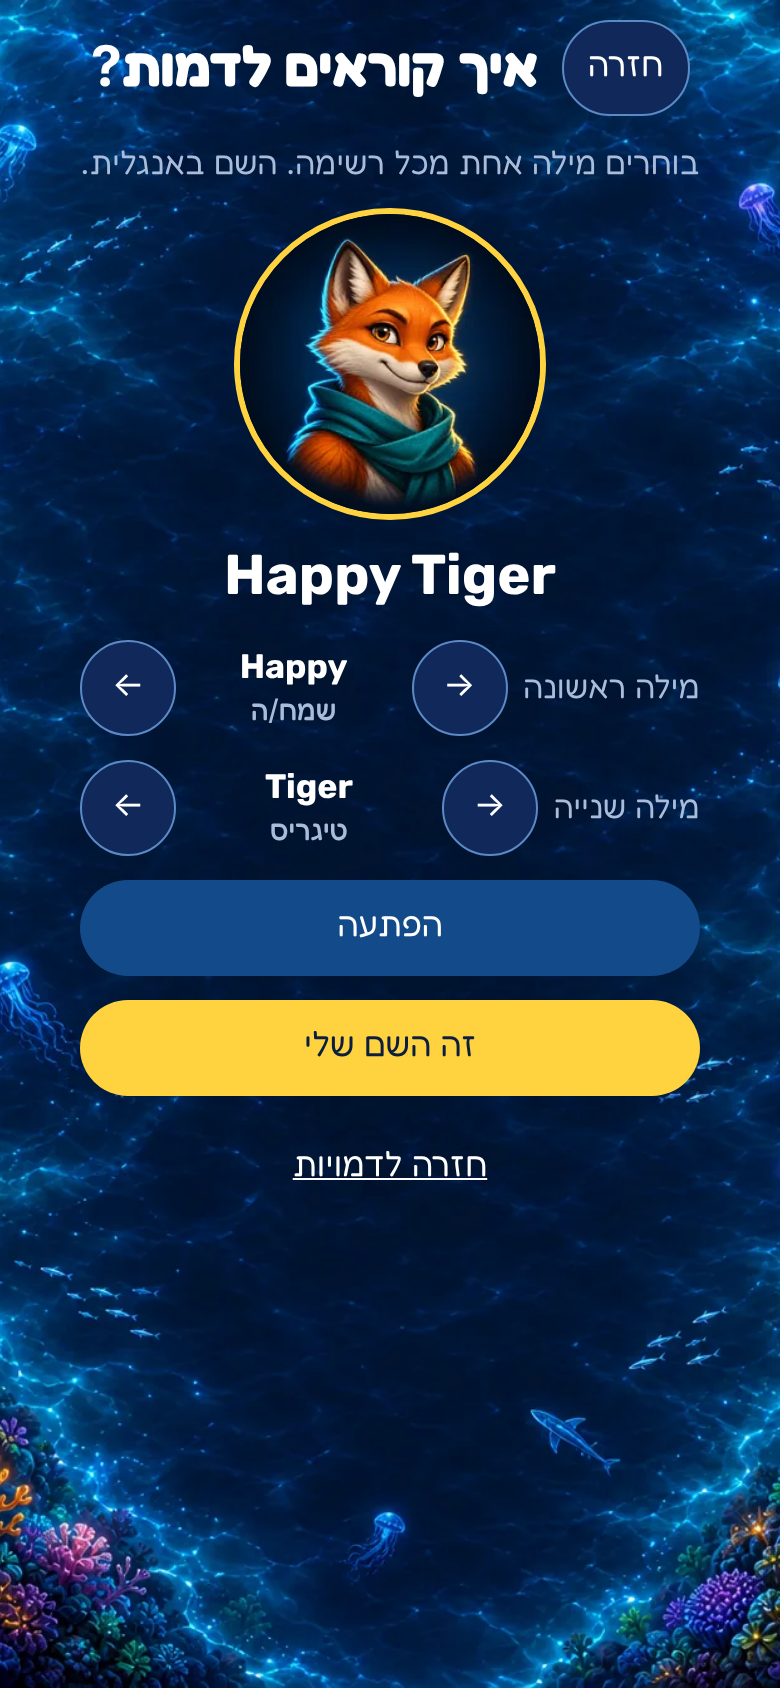 חזרה
איך קוראים לדמות?
בוחרים מילה אחת מכל רשימה. השם באנגלית.
Happy Tiger
מילה ראשונה
→
Happy
שמח/ה
←
מילה שנייה
→
Tiger
טיגריס
←
הפתעה
זה השם שלי
חזרה לדמויות